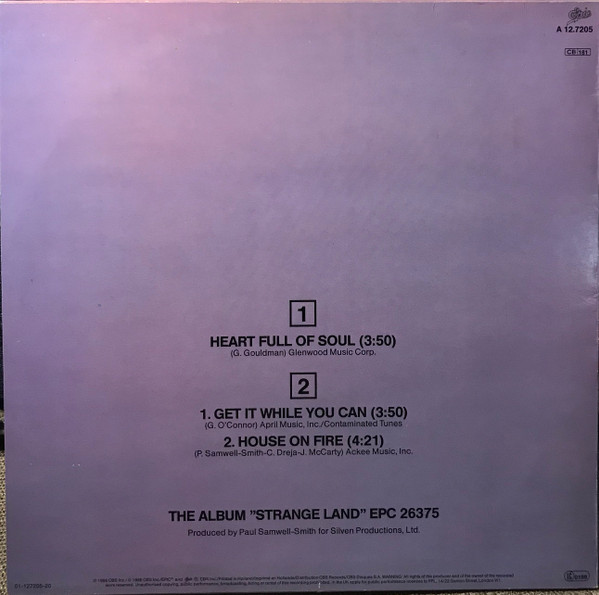 Epic
A 12.7205
CB 181
1
HEART FULL OF SOUL (3:50)
(G. Gouldman) Glenwood Music Corp.
2
1. GET IT WHILE YOU CAN (3:50)
(G. O'Connor) April Music, Inc./Contaminated Tunes
2. HOUSE ON FIRE (4:21)
(P. Samwell-Smith-C. Dreja-J. McCarty) Ackee Music, Inc.
THE ALBUM "STRANGE LAND" EPC 26375
Produced by Paul Samwell-Smith for Silven Productions, Ltd.